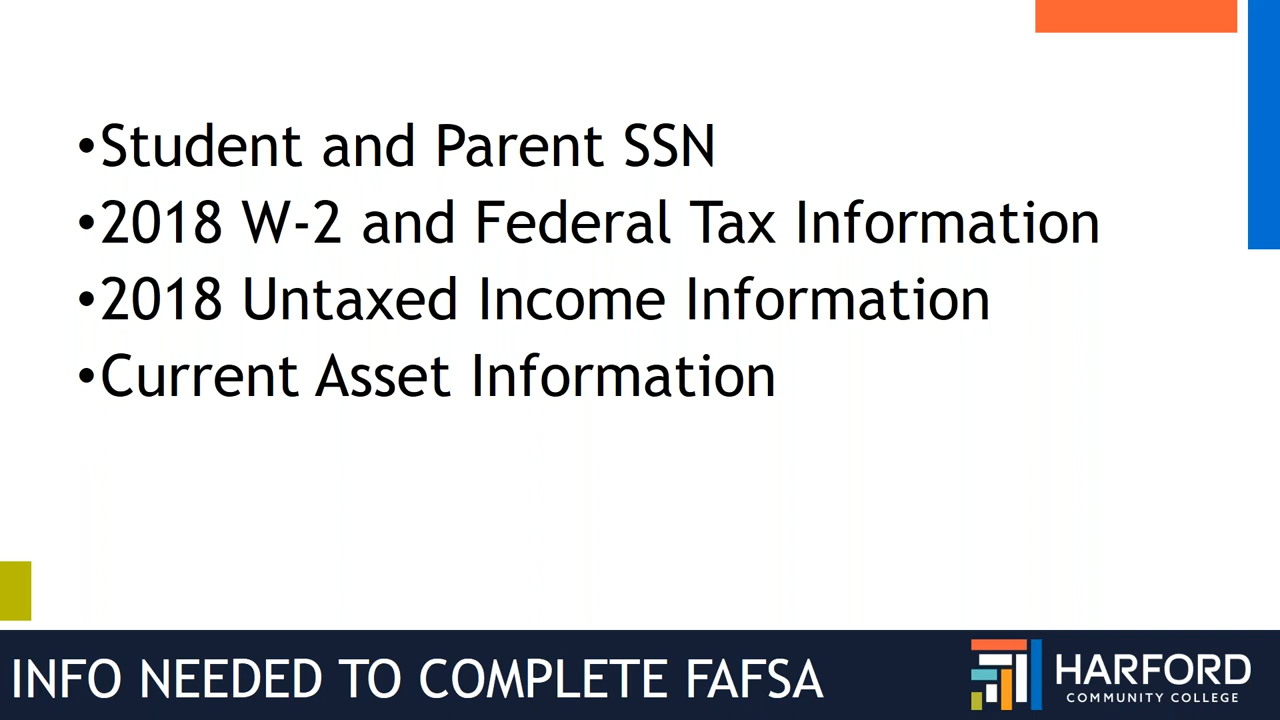 •Student and Parent SSN
•2018 W-2 and Federal Tax Information
•2018 Untaxed Income Information
•Current Asset Information
INFO NEEDED TO COMPLETE FAFSA
HARFORD
COMMUNITY COLLEGE